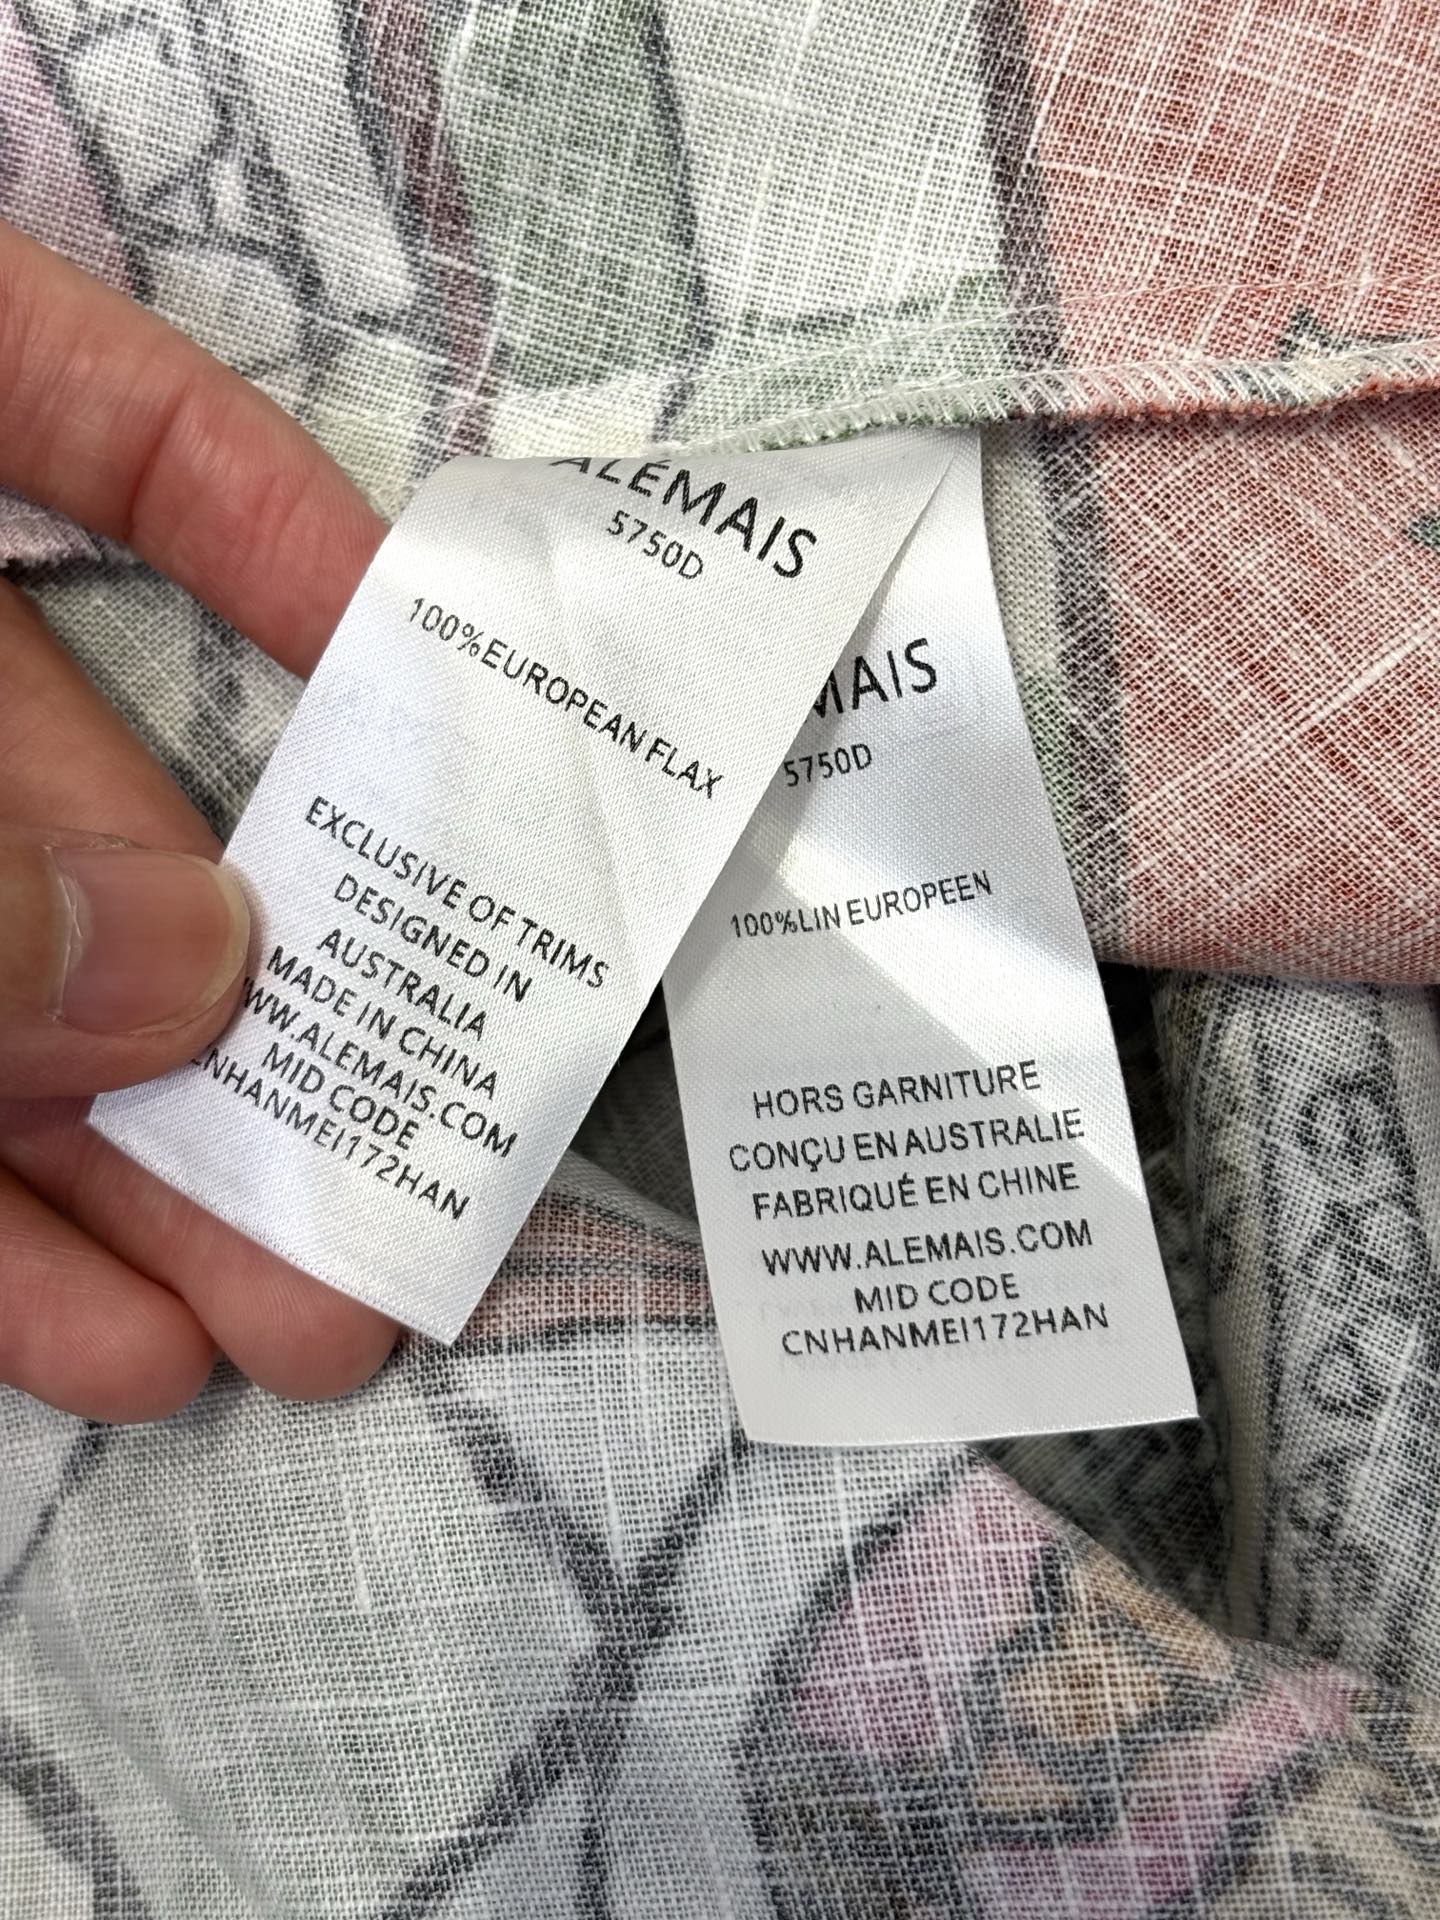 ALÉMAIS
5750D
100%EUROPEAN FLAX
EXCLUSIVE OF TRIMS
DESIGNED IN
AUSTRALIA
MADE IN CHINA
WWW.ALEMAIS.COM
MID CODE
CNHANMEI172HAN
MAIS
5750D
100%LIN EUROPEEN
HORS GARNITURE
CONÇU EN AUSTRALIE
FABRIQUÉ EN CHINE
WWW.ALEMAIS.COM
MID CODE
CNHANMEI172HAN